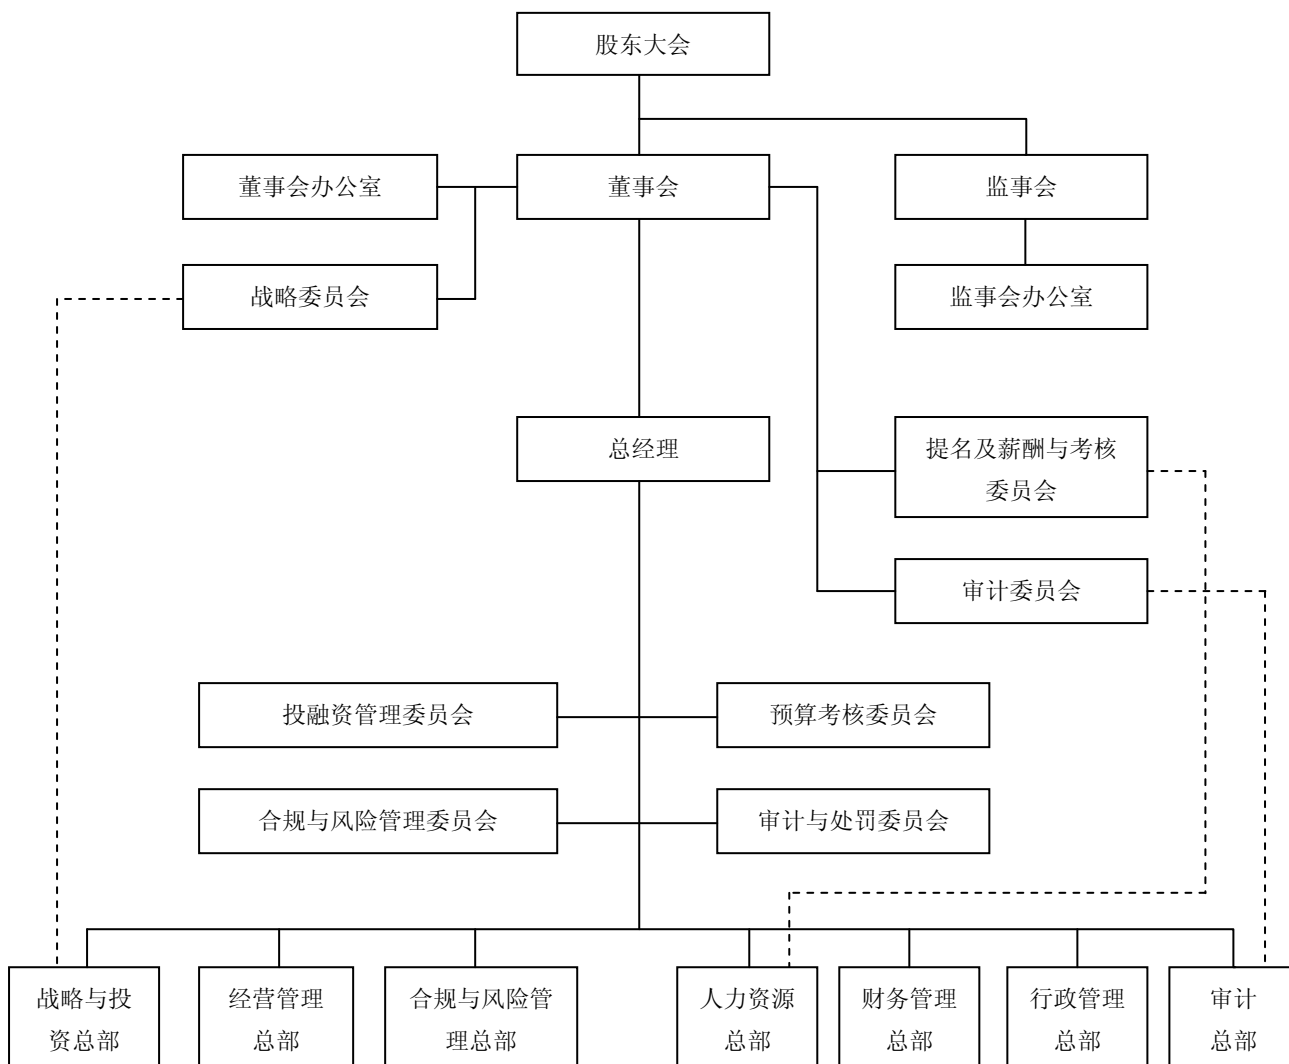 股东大会
董事会办公室
董事会
监事会
战略委员会
监事会办公室
总经理
提名及薪酬与考核
委员会
审计委员会
投融资管理委员会
预算考核委员会
合规与风险管理委员会
审计与处罚委员会
战略与投
资总部
经营管理
总部
合规与风险管
理总部
人力资源
总部
财务管理
总部
行政管理
总部
审计
总部